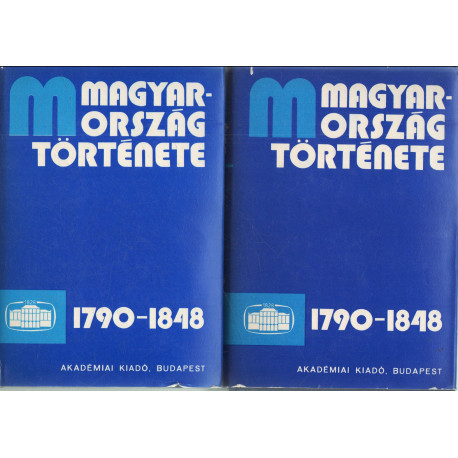 M MAGYAR-
ORSZÁG
TÖRTÉNETE
1790-1848
AKADÉMIAI KIADÓ, BUDAPEST
M MAGYAR-
ORSZÁG
TÖRTÉNETE
1790-1848
AKADÉMIAI KIADÓ, BUDAPEST